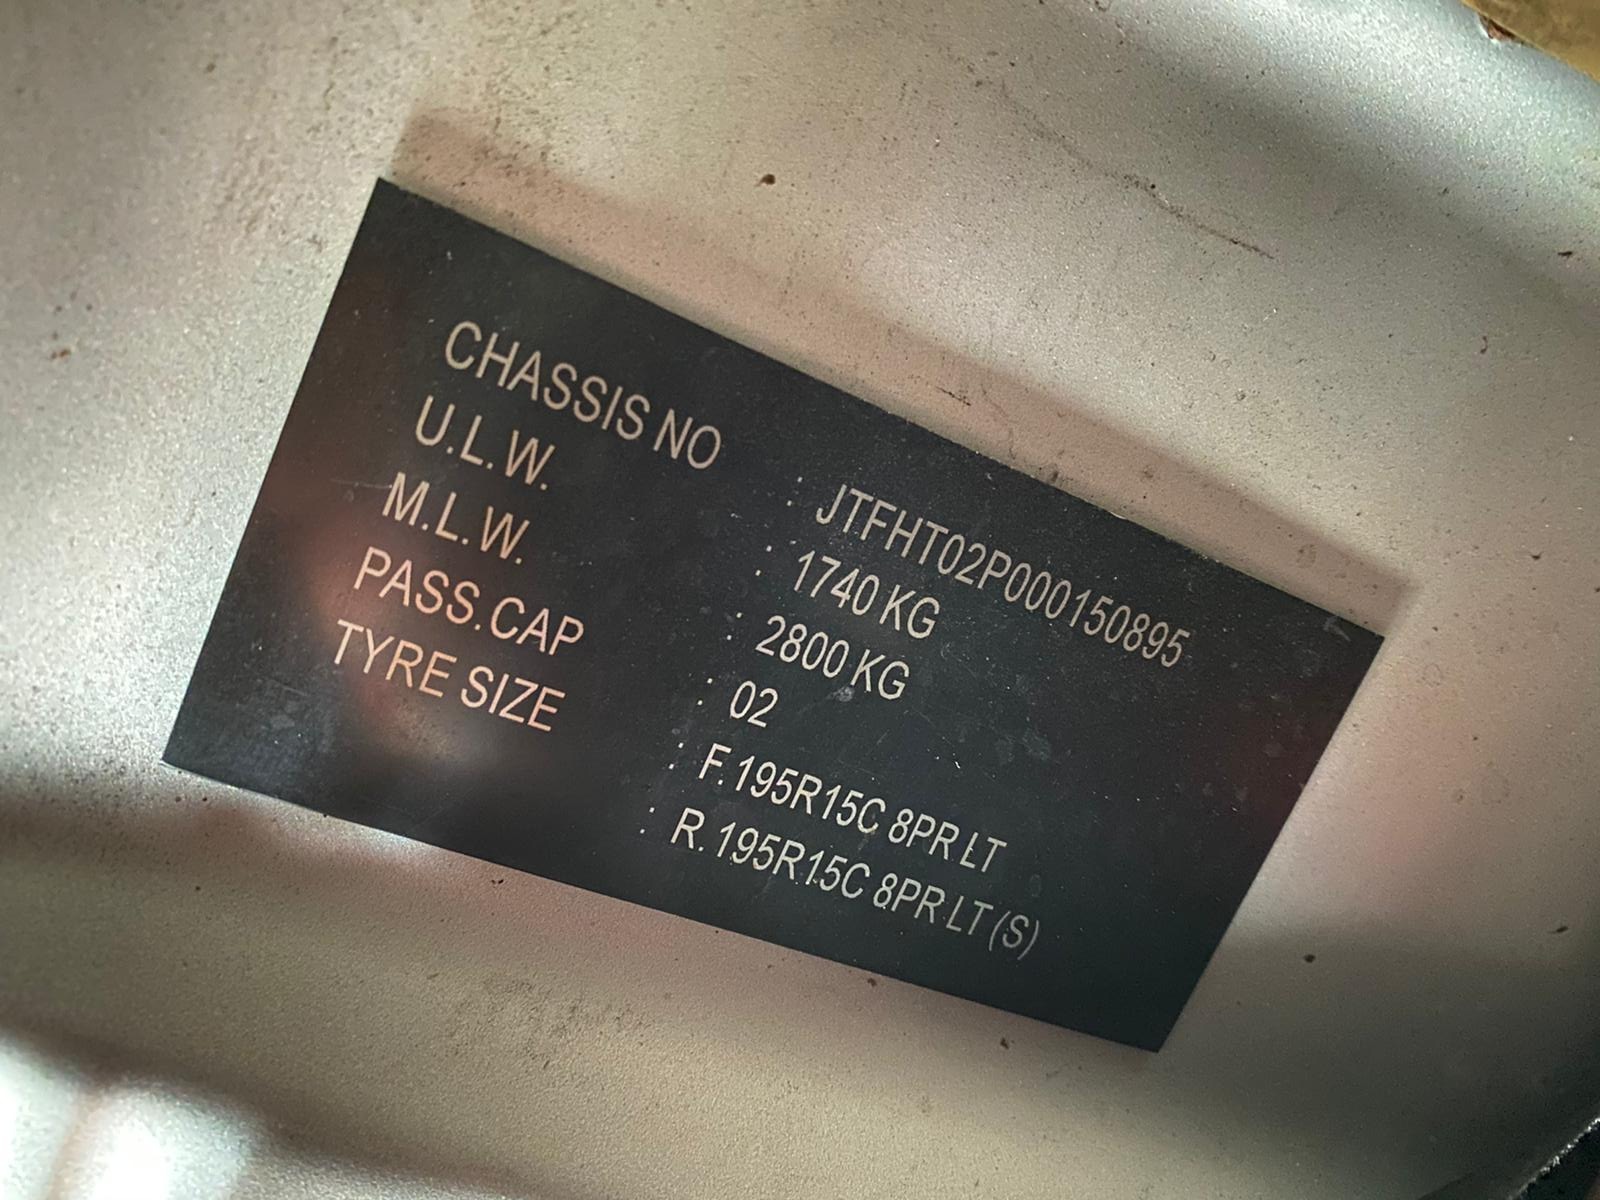 CHASSIS NO : JTFHT02P000150895
U.L.W. : 1740 KG
M.L.W. : 2800 KG
PASS.CAP : 02
TYRE SIZE : F.195R15C 8PR LT
: R.195R15C 8PR LT (S)